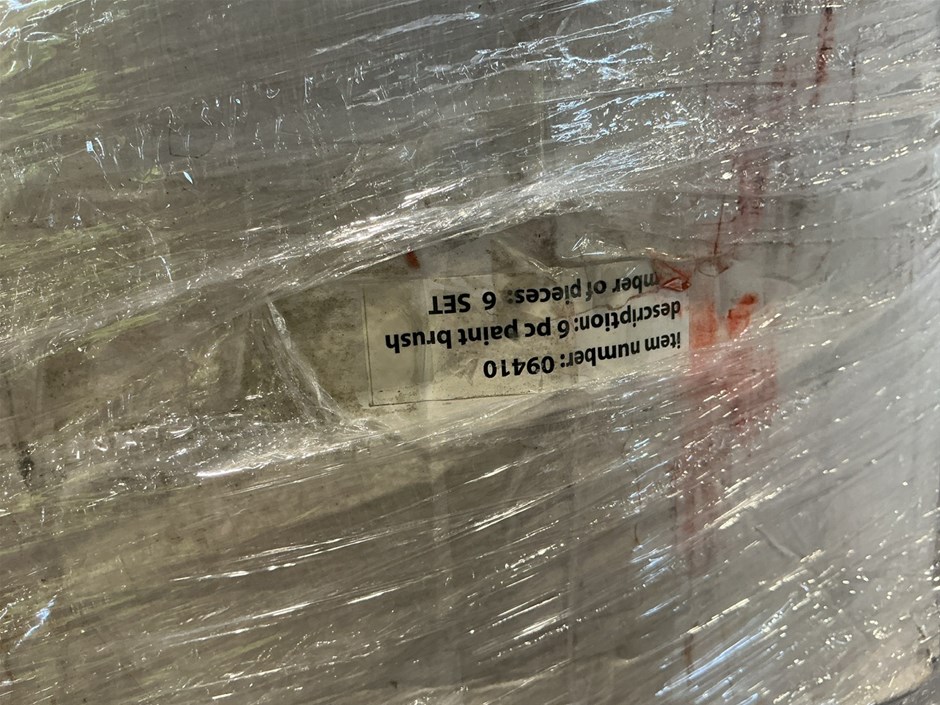 item number: 09410
description:6 pc paint brush
mber of pieces: 6 SET